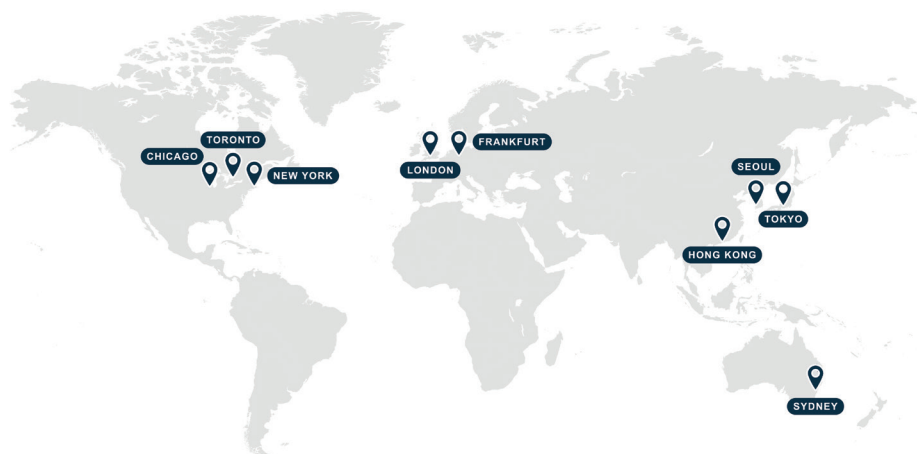 TORONTO
CHICAGO
NEW YORK
LONDON
FRANKFURT
SEOUL
TOKYO
HONG KONG
SYDNEY